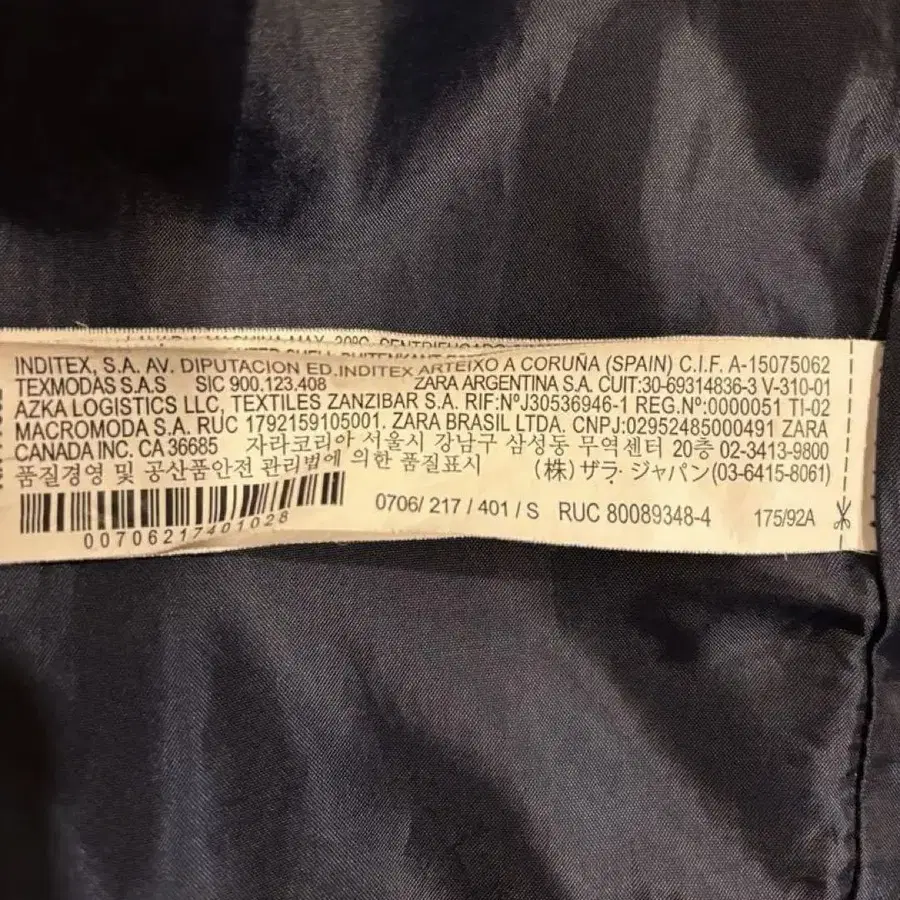 MAX. 30ºC. CENTRIFUGADO
INDITEX, S.A. AV. DIPUTACION ED.INDITEX ARTEIXO A CORUÑA (SPAIN) C.I.F. A-15075062
TEXMODAS S.A.S SIC 900.123.408 ZARA ARGENTINA S.A. CUIT:30-69314836-3 V-310-01
AZKA LOGISTICS LLC, TEXTILES ZANZIBAR S.A. RIF:NºJ30536946-1 REG.Nº:0000051 TI-02
MACROMODA S.A. RUC 1792159105001. ZARA BRASIL LTDA. CNPJ:02952485000491 ZARA
CANADA INC. CA 36685 자라코리아 서울시 강남구 삼성동 무역센터 20층 02-3413-9800
품질경영 및 공산품안전 관리법에 의한 품질표시 (株)ザラ・ジャパン(03-6415-8061)
0706/ 217 / 401 / S RUC 80089348-4 175/92A
00706217401028